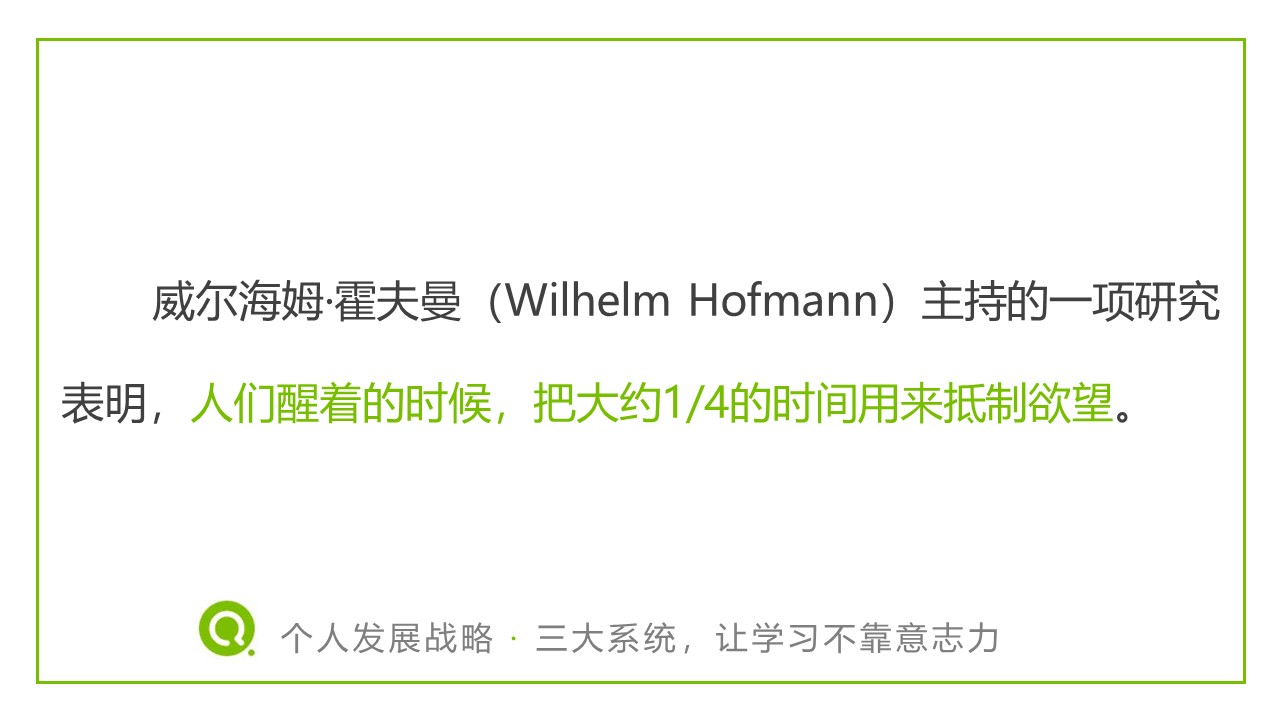 威尔海姆·霍夫曼（Wilhelm Hofmann）主持的一项研究
表明，人们醒着的时候，把大约1/4的时间用来抵制欲望。
个人发展战略 · 三大系统，让学习不靠意志力